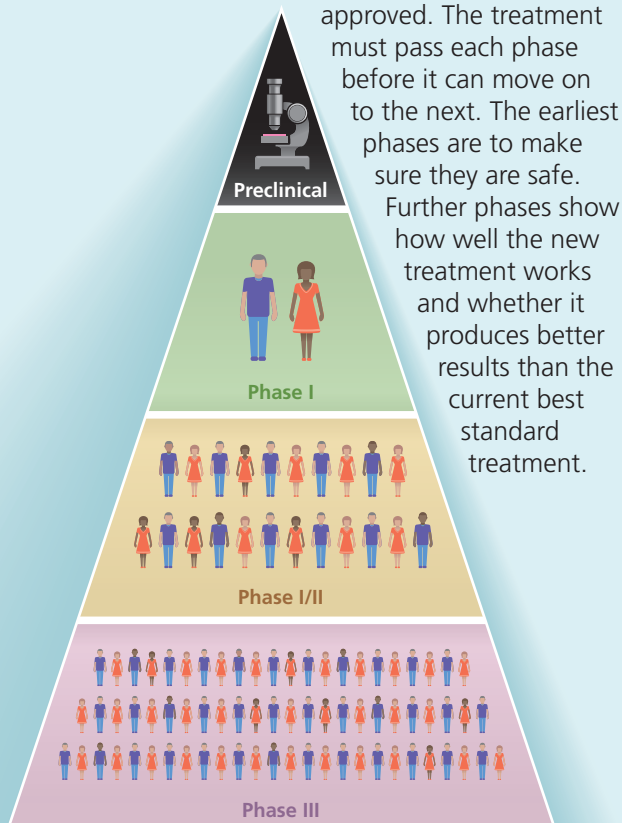 approved. The treatment
must pass each phase
before it can move on
to the next. The earliest
phases are to make
sure they are safe.
Further phases show
how well the new
treatment works
and whether it
produces better
results than the
current best
standard
treatment.
Preclinical
Phase I
Phase I/II
Phase III